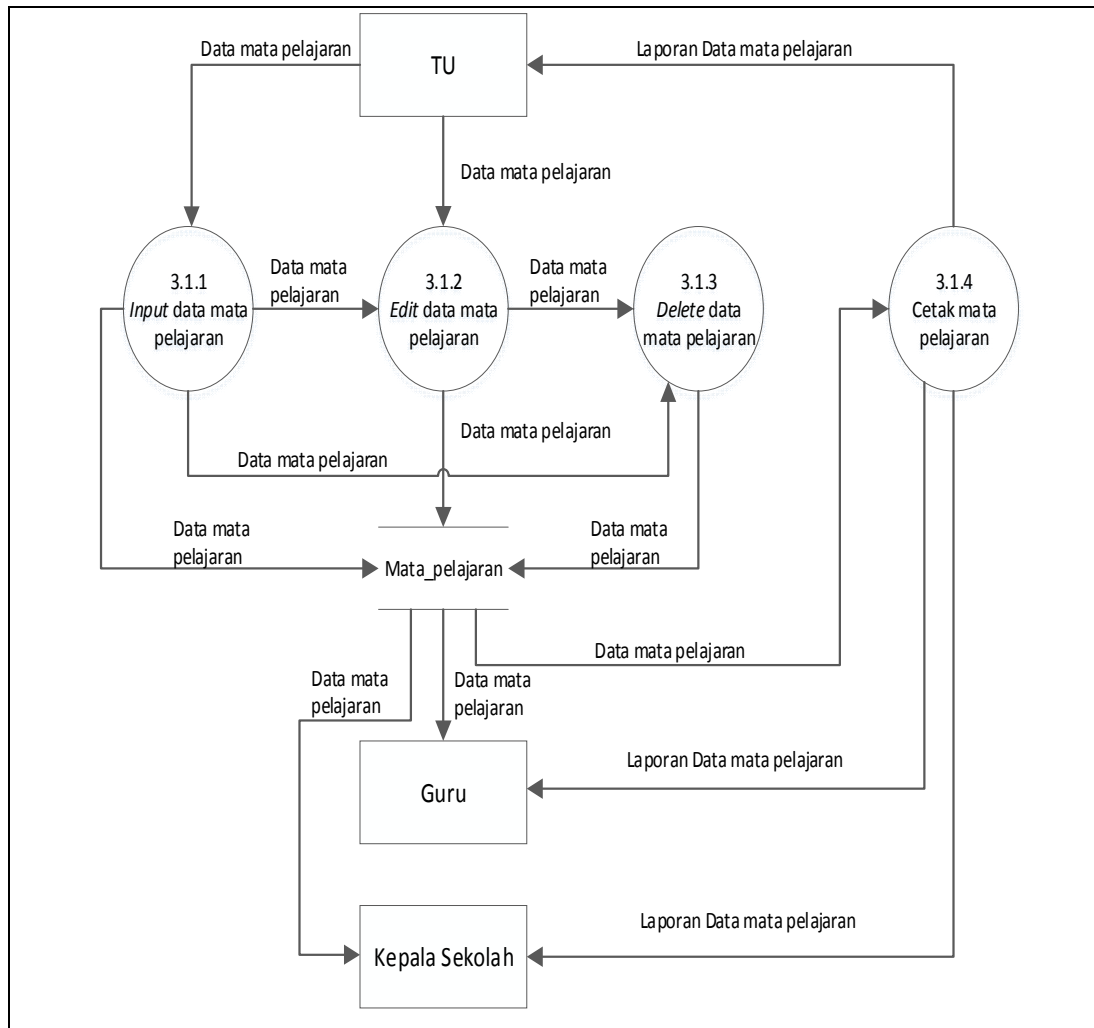 Data mata pelajaran
TU
Laporan Data mata pelajaran
Data mata pelajaran
3.1.1
Input data mata
pelajaran
Data mata
pelajaran
3.1.2
Edit data mata
pelajaran
Data mata
pelajaran
3.1.3
Delete data
mata pelajaran
3.1.4
Cetak mata
pelajaran
Data mata pelajaran
Data mata pelajaran
Data mata
pelajaran
Mata_pelajaran
Data mata
pelajaran
Data mata
pelajaran
Data mata
pelajaran
Data mata pelajaran
Guru
Laporan Data mata pelajaran
Kepala Sekolah
Laporan Data mata pelajaran